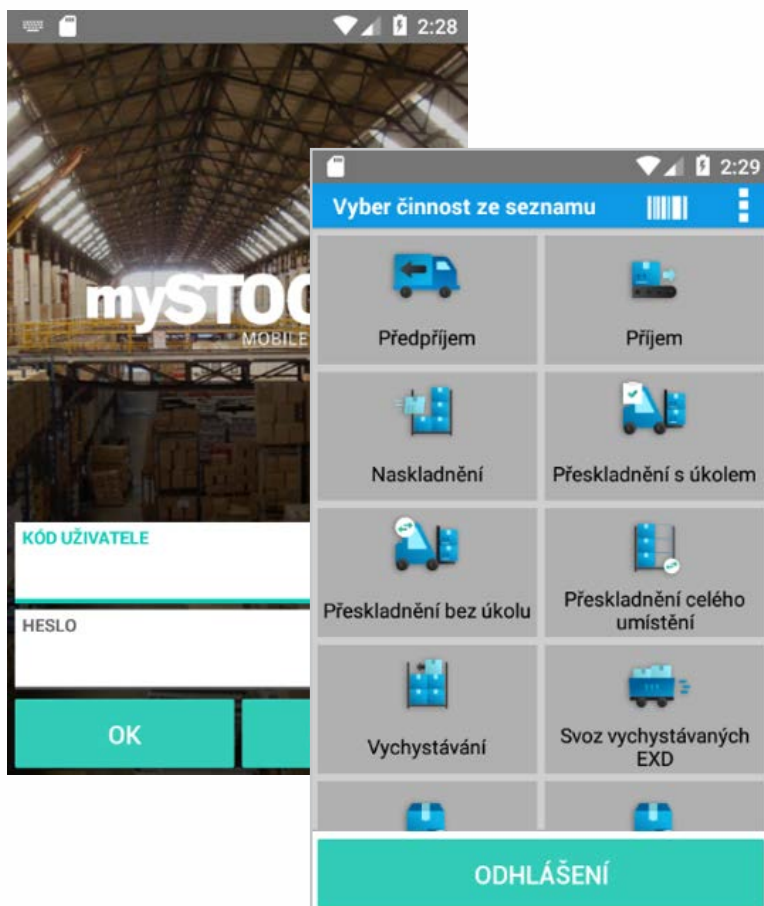 2:28
mySTOC
MOBILE
KÓD UŽIVATELE
HESLO
OK
2:29
Vyber činnost ze seznamu
Předpříjem
Příjem
Naskladnění
Přeskladnění s úkolem
Přeskladnění bez úkolu
Přeskladnění celého
umístění
Vychystávání
Svoz vychystávaných
EXD
ODHLÁŠENÍ